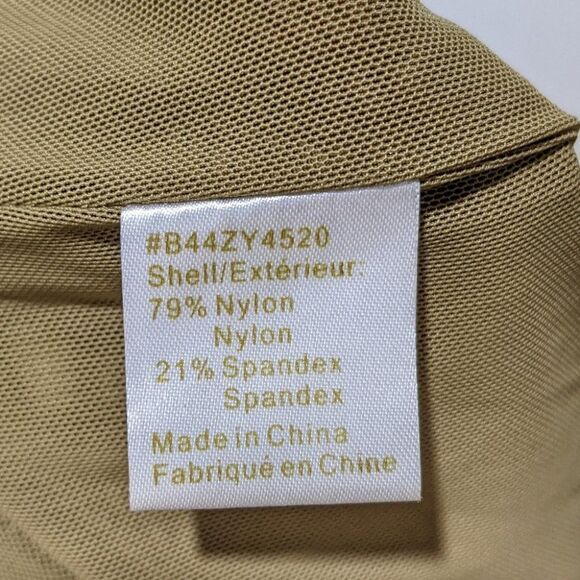 #B44ZY4520
Shell/Extérieur:
79% Nylon
Nylon
21% Spandex
Spandex
Made in China
Fabriqué en Chine